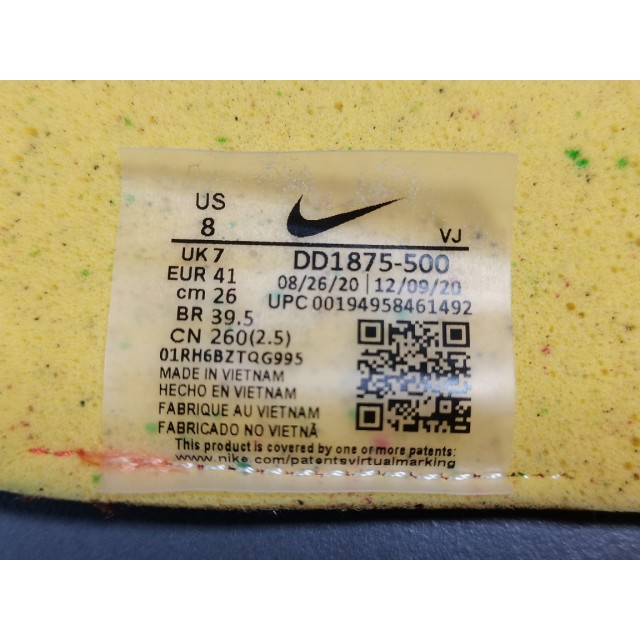 US
8
VJ
UK 7
EUR 41
cm 26
BR 39.5
CN 260(2.5)
DD1875-500
08/26/20 | 12/09/20
UPC 00194958461492
01RH6BZTQG995
MADE IN VIETNAM
HECHO EN VIETNAM
FABRIQUE AU VIETNAM
FABRICADO NO VIETNÃ
This product is covered by one or more patents:
www.nike.com/patentsvirtualmarking